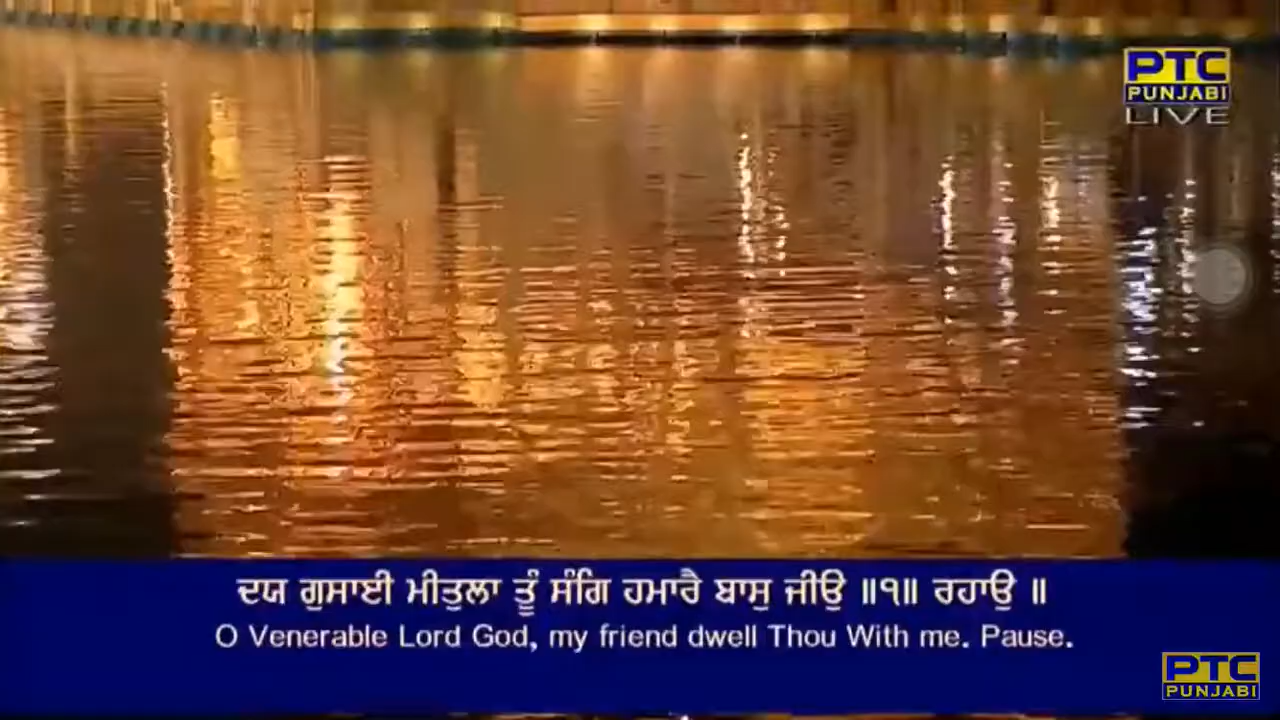 PTC
PUNJABI
LIVE
ਦਯ ਗੁਸਾਈ ਮੀਤੁਲਾ ਤੂੰ ਸੰਗਿ ਹਮਾਰੈ ਬਾਸੁ ਜੀਉ ॥੧॥ ਰਹਾਉ ॥
O Venerable Lord God, my friend dwell Thou With me. Pause.
PTC
PUNJABI